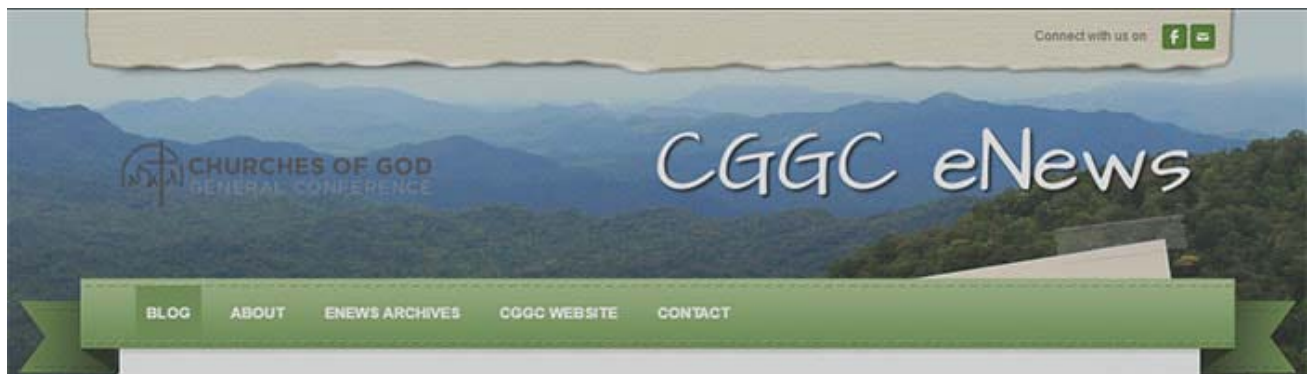 Connect with us on
CHURCHES OF GOD
GENERAL CONFERENCE
CGGC eNews
BLOG ABOUT ENEWS ARCHIVES CGGC WEBSITE CONTACT